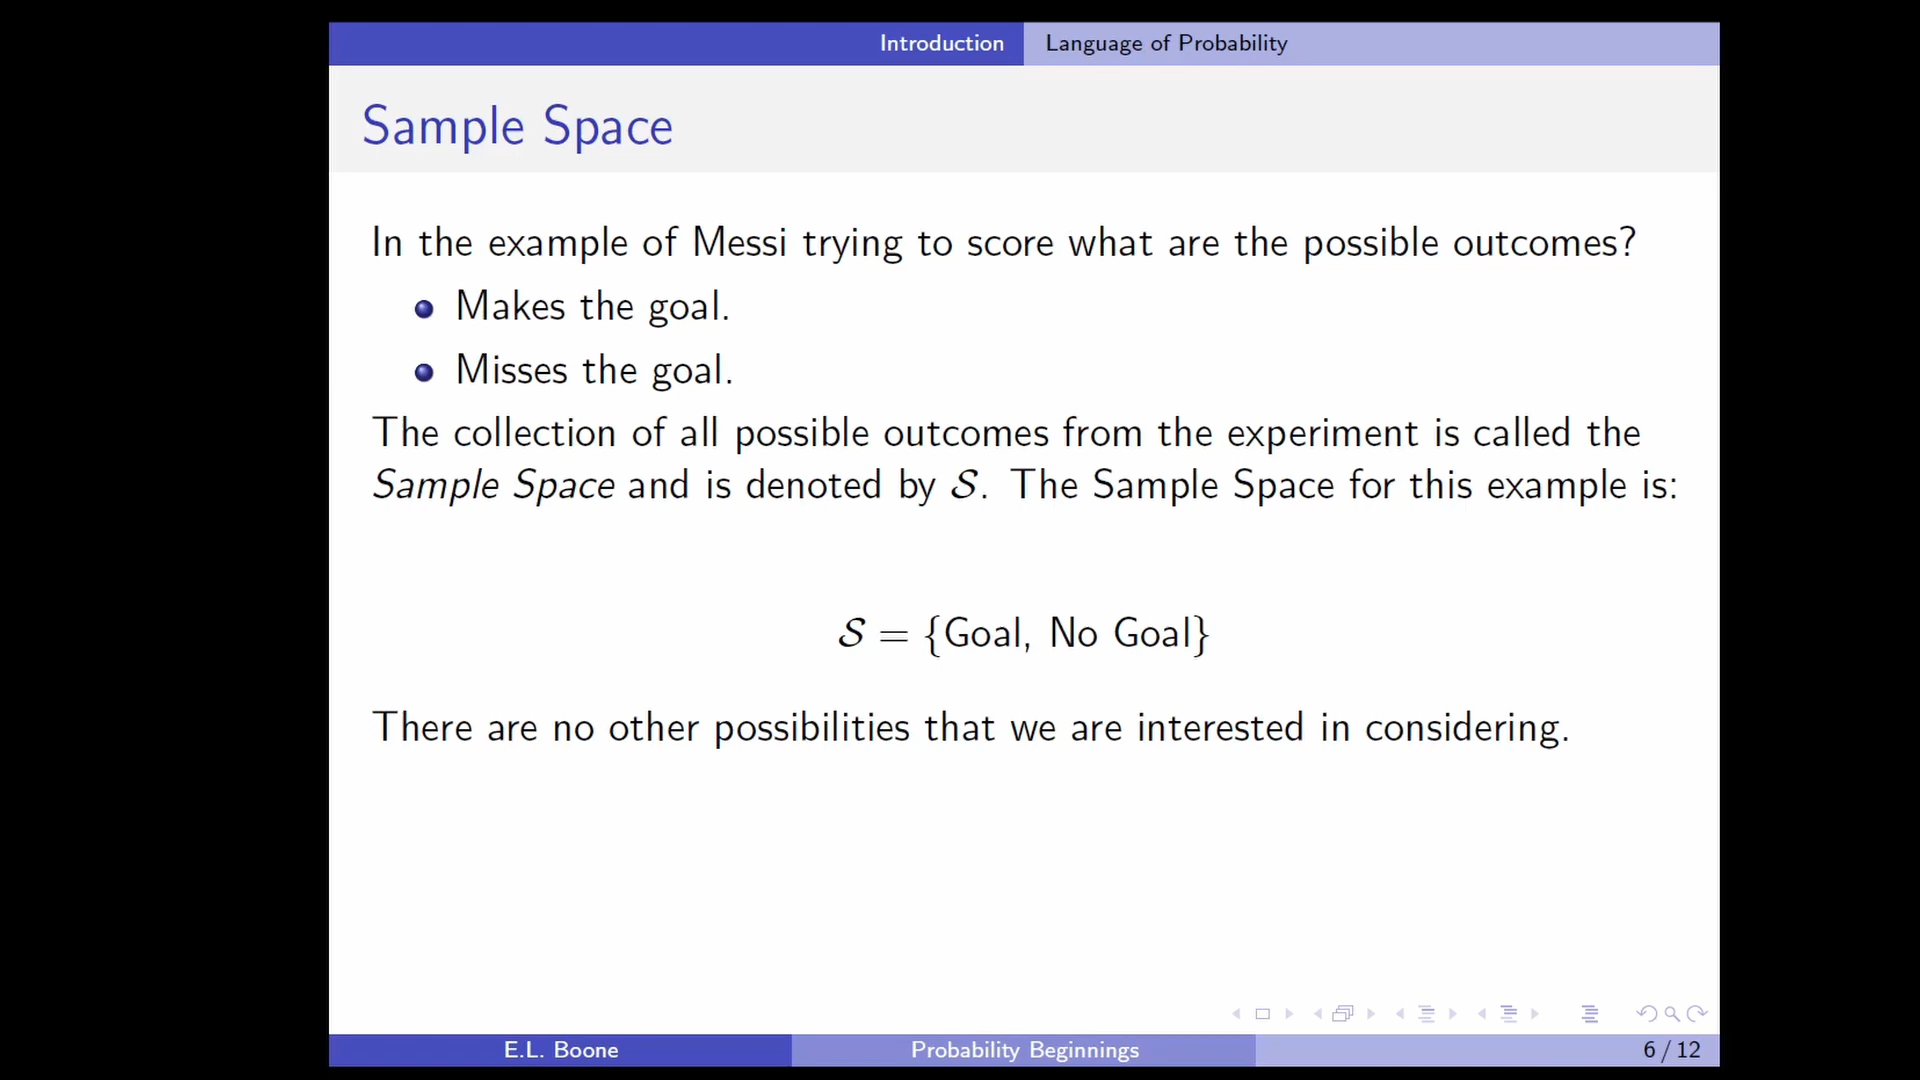 Introduction Language of Probability
Sample Space
In the example of Messi trying to score what are the possible outcomes?
Makes the goal.
Misses the goal.
The collection of all possible outcomes from the experiment is called the
Sample Space and is denoted by 𝒮. The Sample Space for this example is:
𝒮 = {Goal, No Goal}
There are no other possibilities that we are interested in considering.
E.L. Boone Probability Beginnings 6 / 12